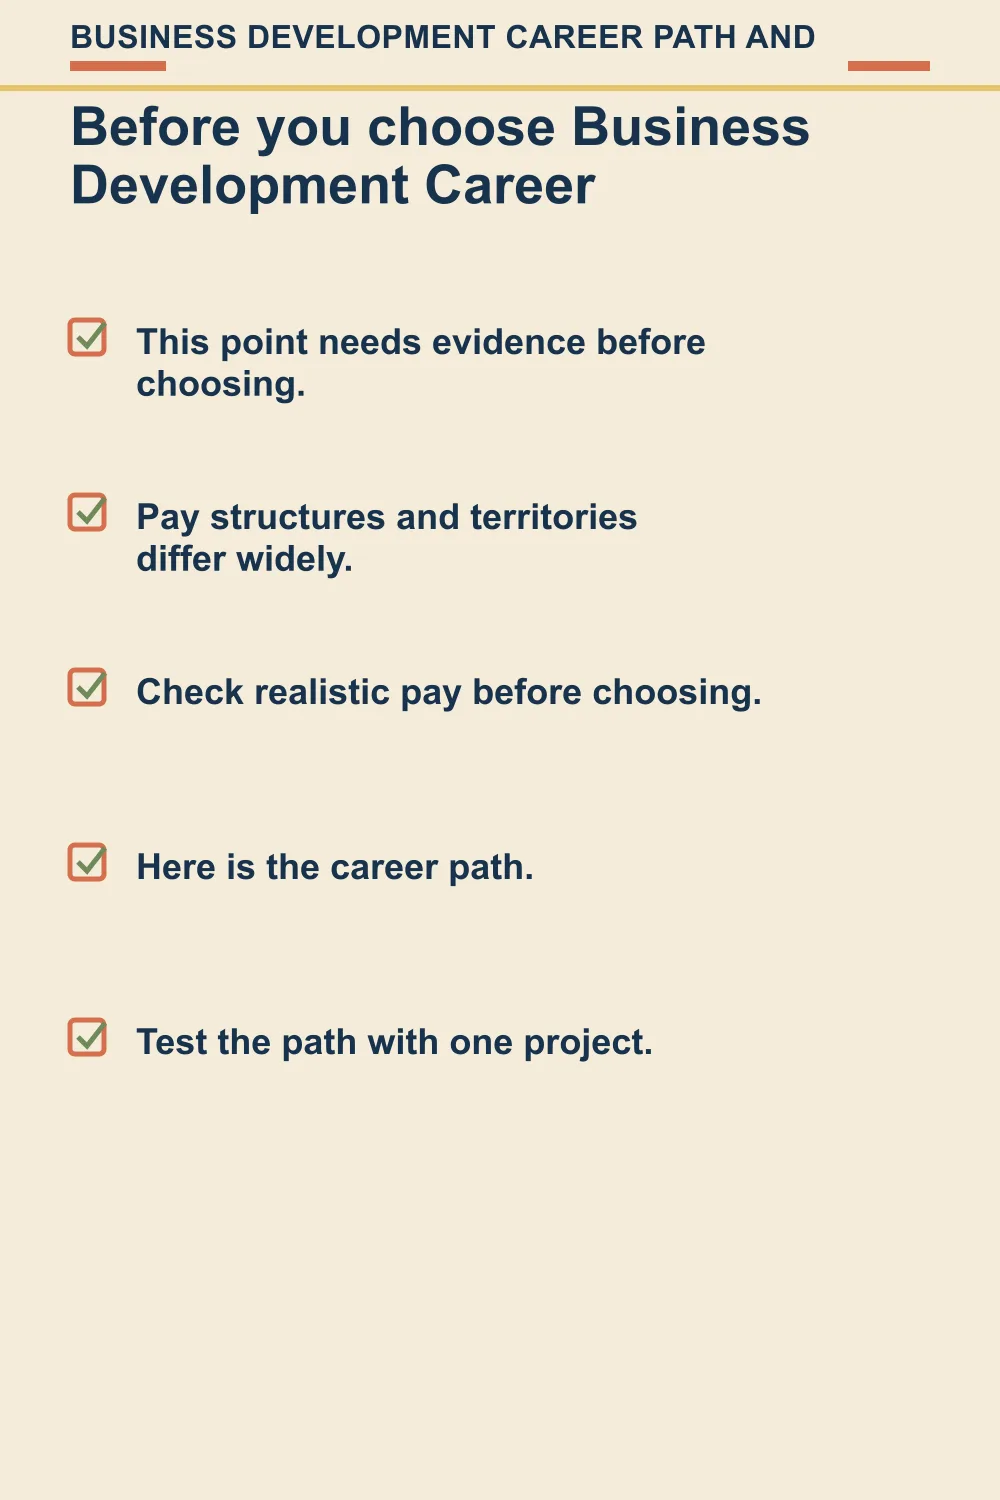 BUSINESS DEVELOPMENT CAREER PATH AND
Before you choose Business
Development Career
This point needs evidence before
choosing.
Pay structures and territories
differ widely.
Check realistic pay before choosing.
Here is the career path.
Test the path with one project.